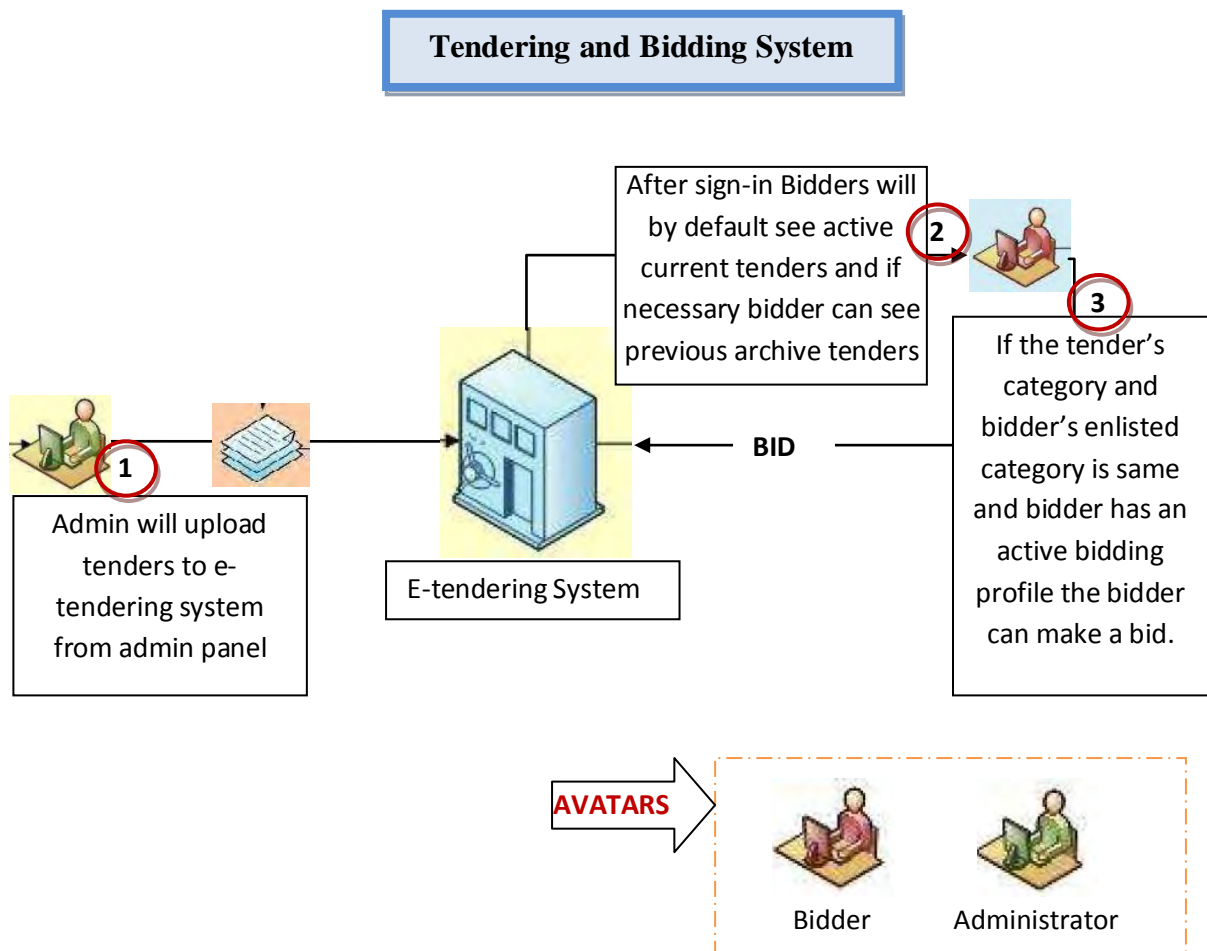 Tendering and Bidding System
After sign-in Bidders will
by default see active
current tenders and if
necessary bidder can see
previous archive tenders
2
3
If the tender’s
category and
bidder’s enlisted
category is same
and bidder has an
active bidding
profile the bidder
can make a bid.
BID
1
Admin will upload
tenders to e-
tendering system
from admin panel
E-tendering System
AVATARS
Bidder
Administrator